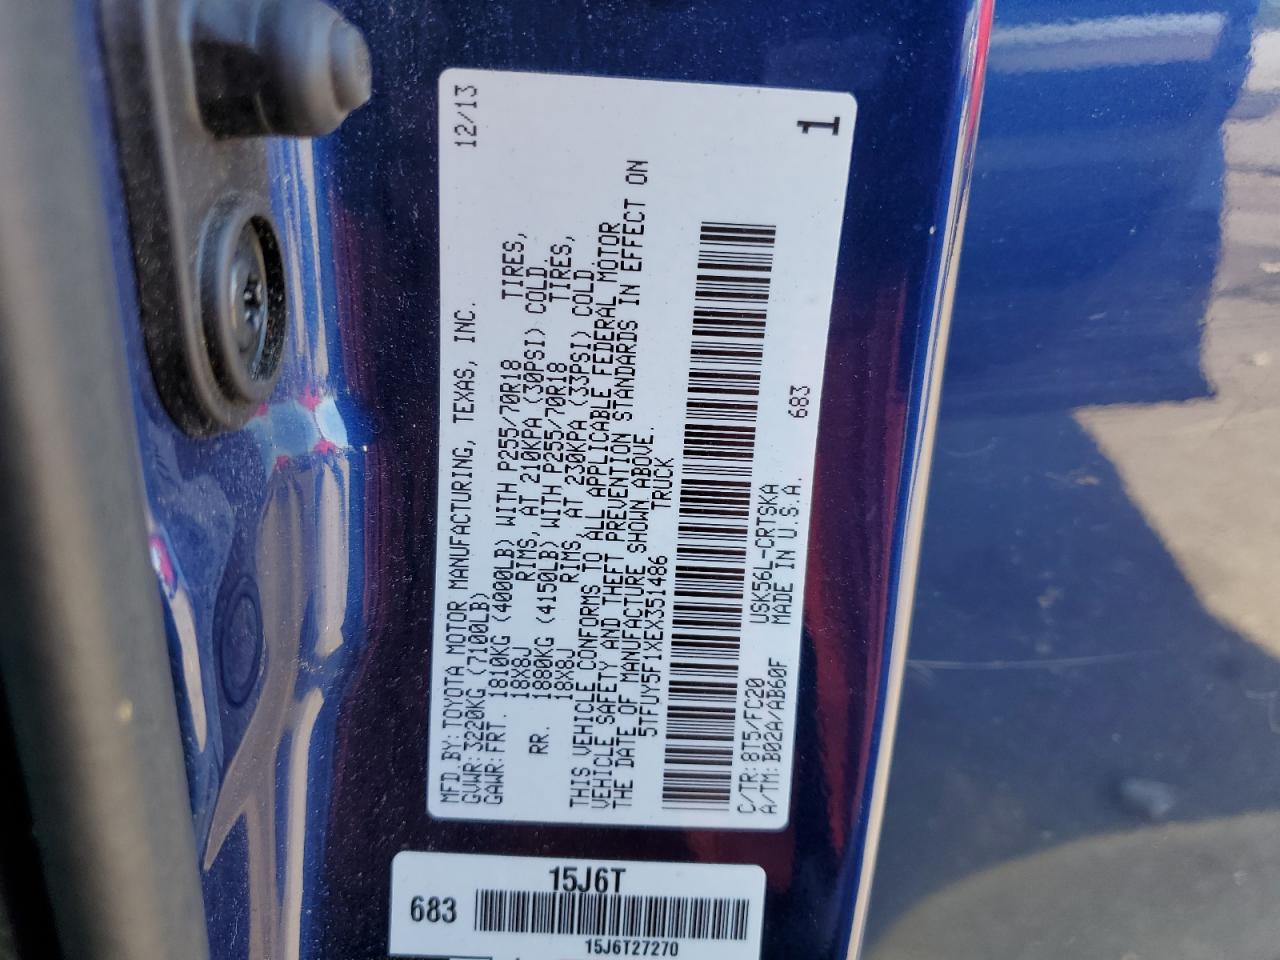 12/13
1
MFD. BY: TOYOTA MOTOR MANUFACTURING, TEXAS, INC.
GVWR: 3220KG (7100LB)
GAWR: FRT. 1810KG (4000LB) WITH P255/70R18 TIRES,
18X8J RIMS, AT 210KPA (30PSI) COLD.
RR. 1880KG (4150LB) WITH P255/70R18 TIRES,
18X8J RIMS, AT 230KPA (33PSI) COLD.
THIS VEHICLE CONFORMS TO ALL APPLICABLE FEDERAL MOTOR
VEHICLE SAFETY AND THEFT PREVENTION STANDARDS IN EFFECT ON
THE DATE OF MANUFACTURE SHOWN ABOVE.
5TFUY5F1XEX351486 TRUCK
C/TR: 8T5/FC20 USK56L-CRTSKA
A/TM: B02A/AB60F MADE IN U.S.A. 683
15J6T
683
15J6T27270